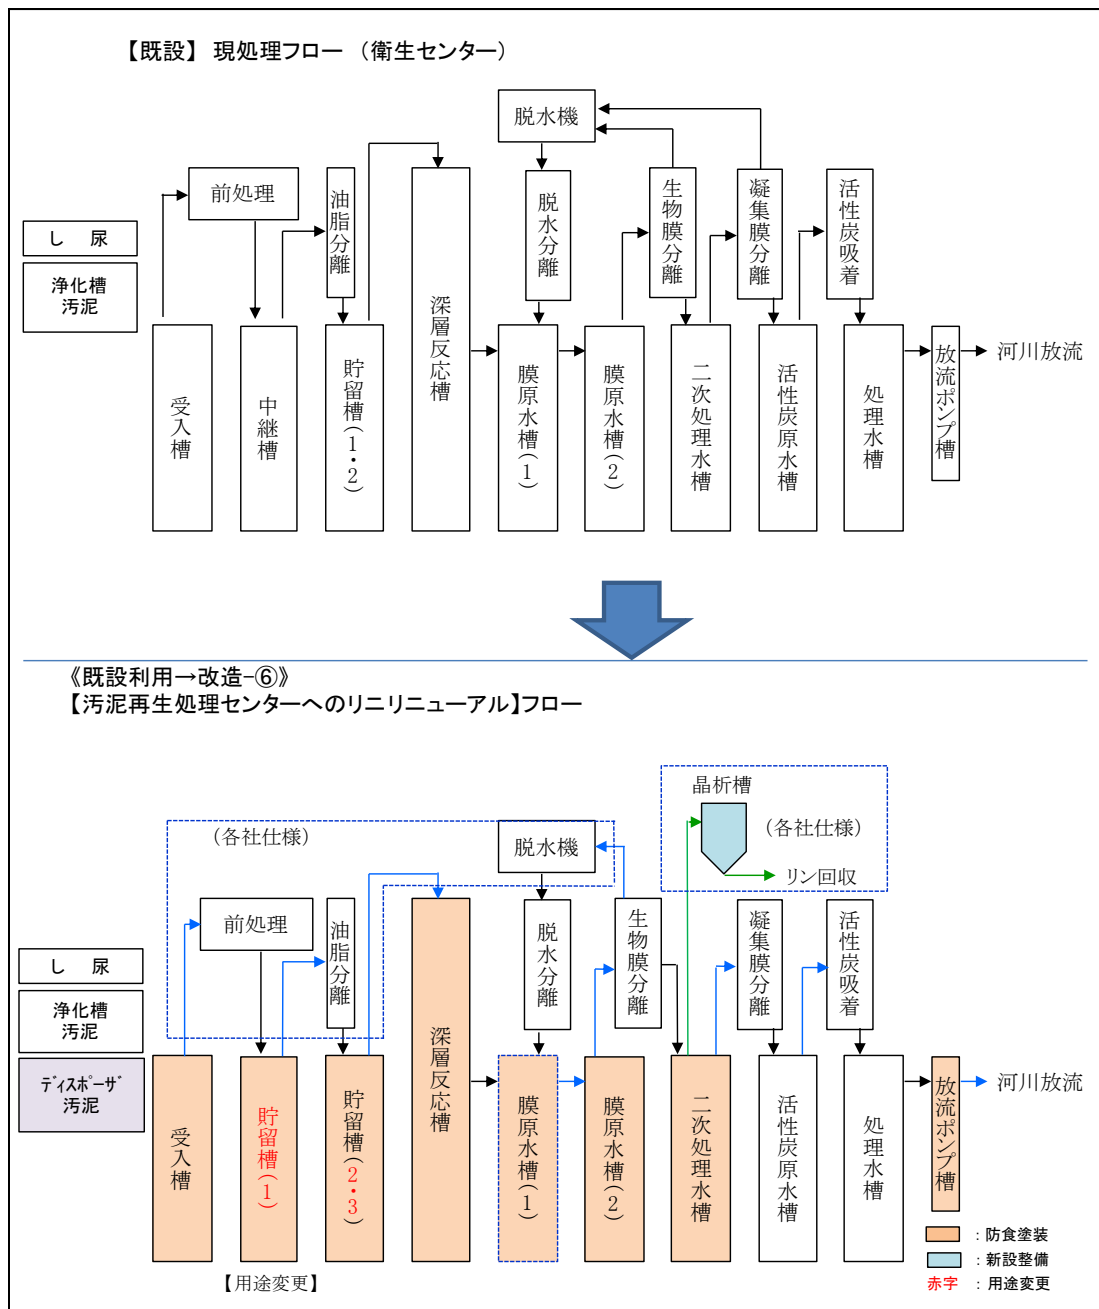 【既設】 現処理フロー （衛生センター）
脱水機
前処理
油脂分離
脱水分離
生物膜分離
凝集膜分離
活性炭吸着
し 尿
浄化槽
汚泥
受入槽
中継槽
貯留槽(1・2)
深層反応槽
膜原水槽(1)
膜原水槽(2)
二次処理水槽
活性炭原水槽
処理水槽
放流ポンプ槽
河川放流
《既設利用→改造-⑥》
【汚泥再生処理センターへのリニリニューアル】フロー
晶析槽
(各社仕様)
リン回収
(各社仕様)
脱水機
前処理
油脂分離
脱水分離
生物膜分離
凝集膜分離
活性炭吸着
し 尿
浄化槽
汚泥
ディスポーザ
汚泥
受入槽
貯留槽(1)
貯留槽(2・3)
深層反応槽
膜原水槽(1)
膜原水槽(2)
二次処理水槽
活性炭原水槽
処理水槽
放流ポンプ槽
河川放流
【用途変更】
：防食塗装
：新設整備
赤字 ：用途変更